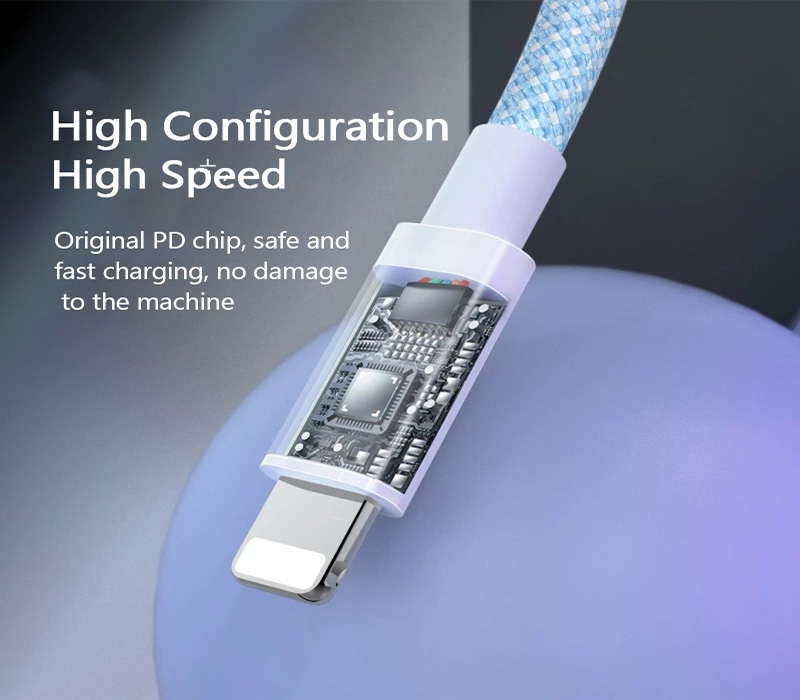 High Configuration
High Speed
Original PD chip, safe and
fast charging, no damage
to the machine